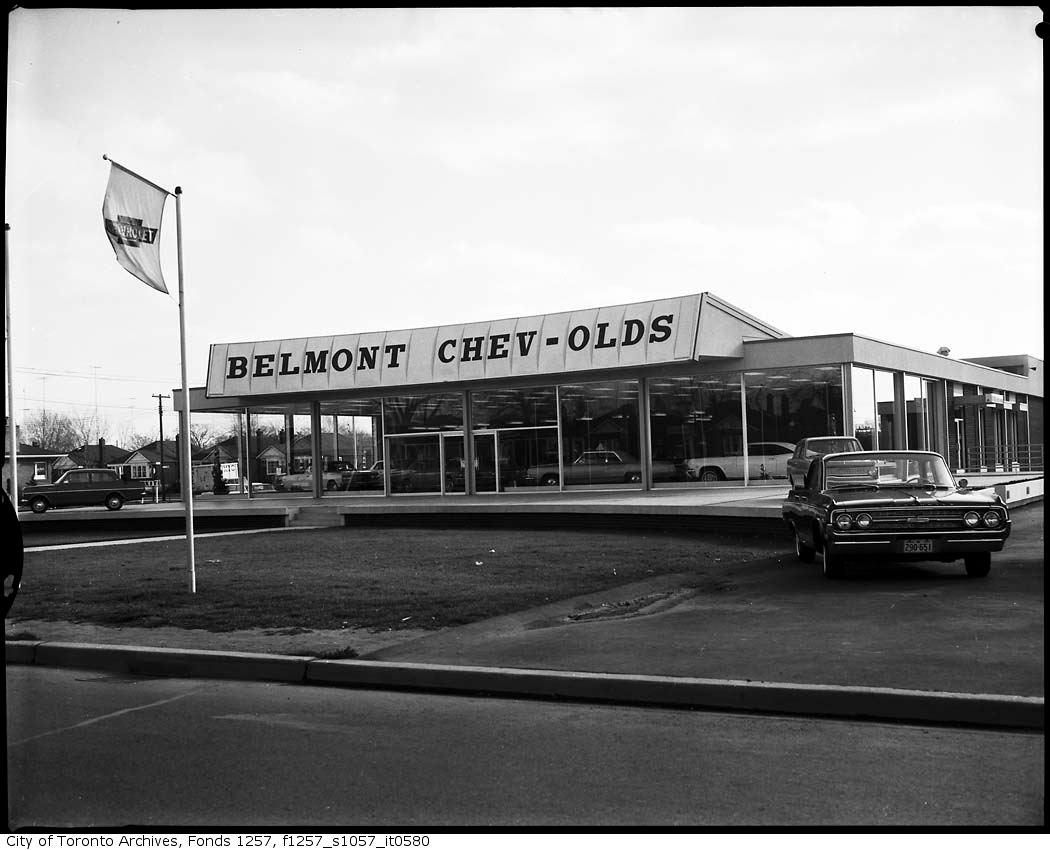 CHEVROLET
BELMONT CHEV-OLDS
290·651
City of Toronto Archives, Fonds 1257, f1257_s1057_it0580